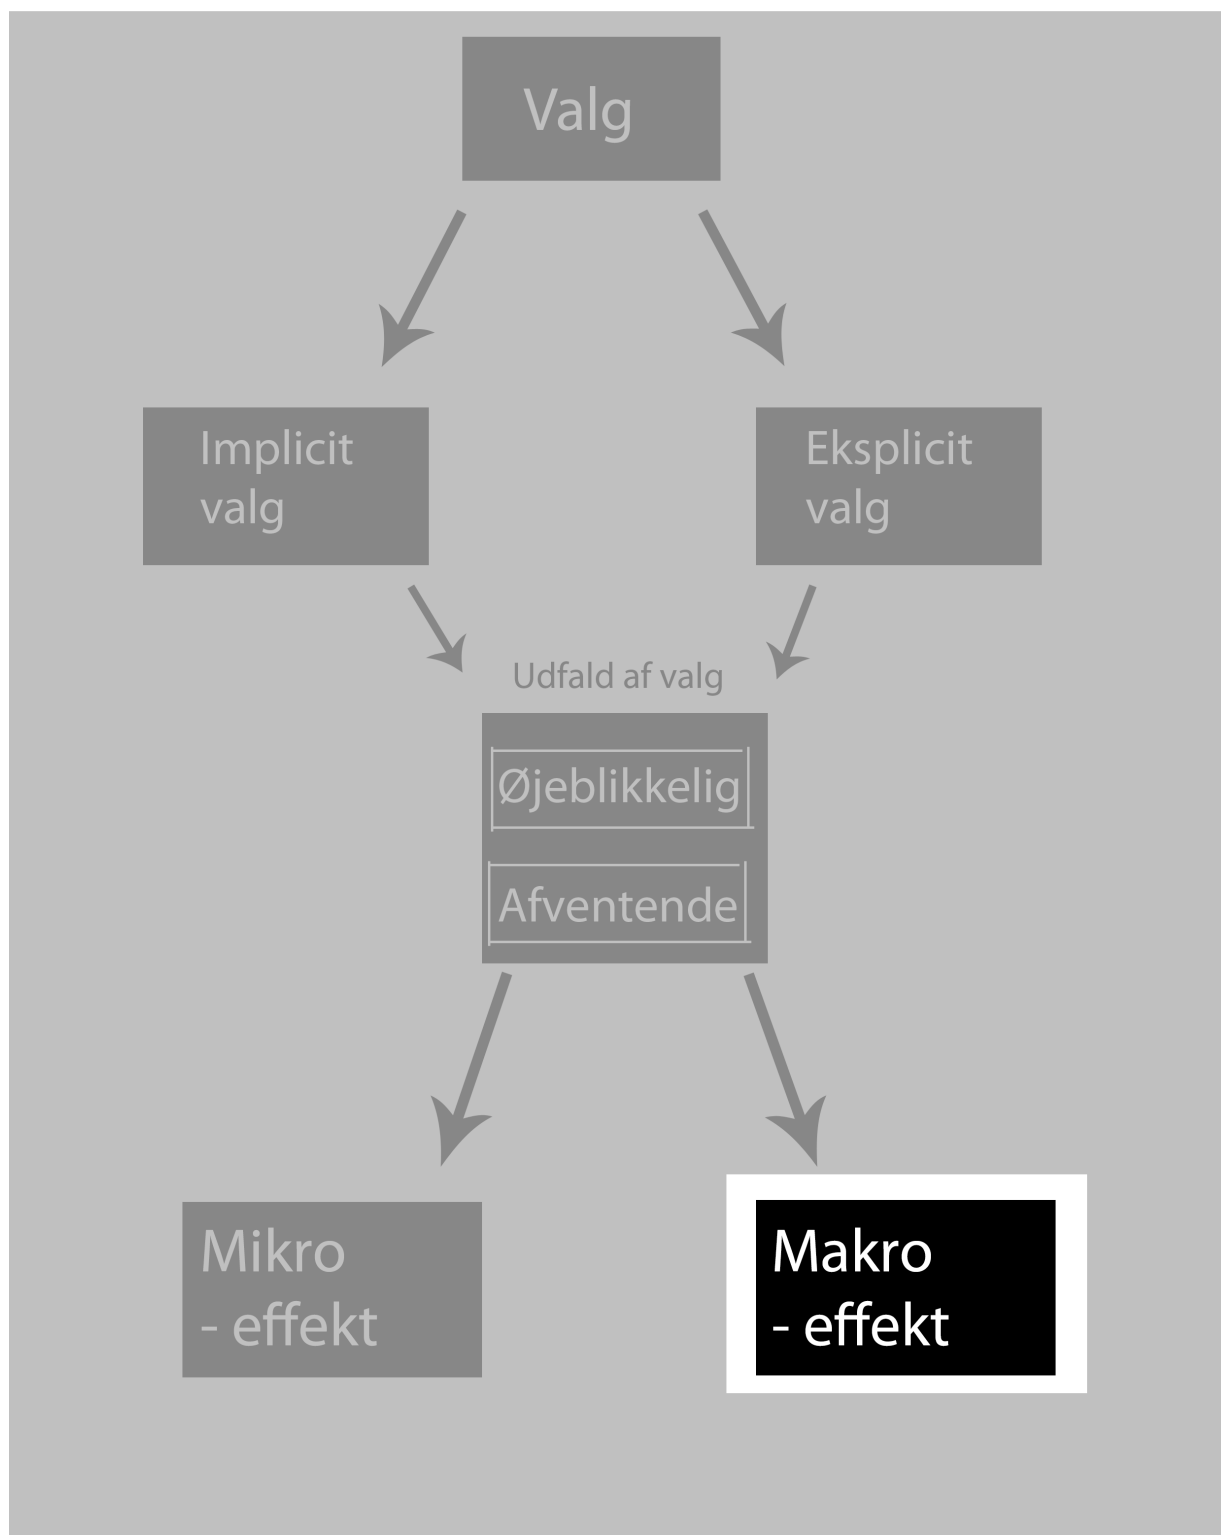 Valg
Implicit
valg
Eksplicit
valg
Udfald af valg
Øjeblikkelig
Afventende
Mikro
- effekt
Makro
- effekt